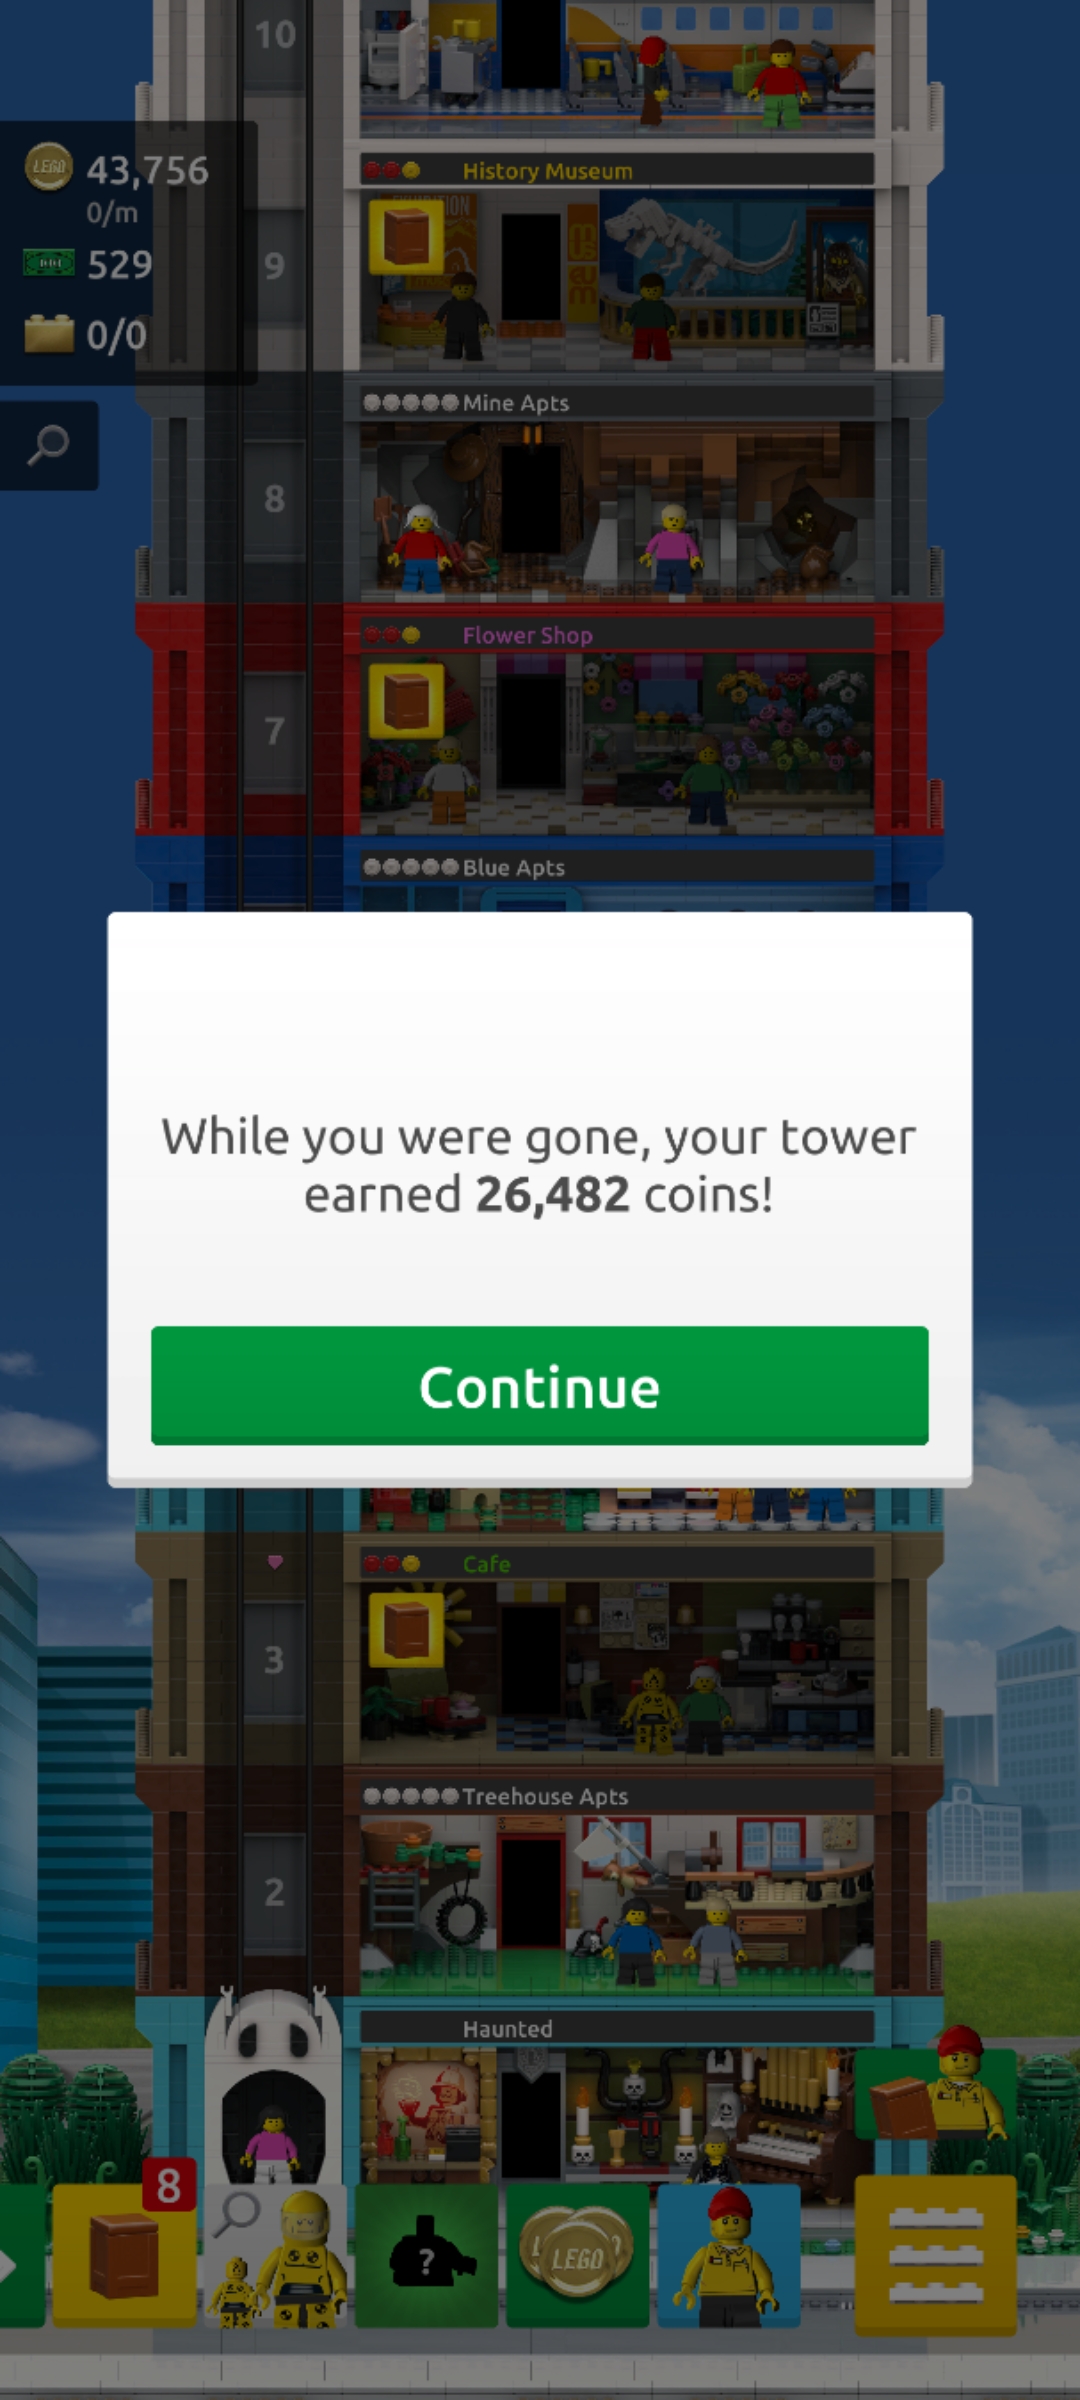 10
LEGO
43,756
0/m
529
0/0
History Museum
9
Mine Apts
8
Flower Shop
7
Blue Apts
While you were gone, your tower
earned 26,482 coins!
Continue
Cafe
3
Treehouse Apts
2
Haunted
8
?
LEGO